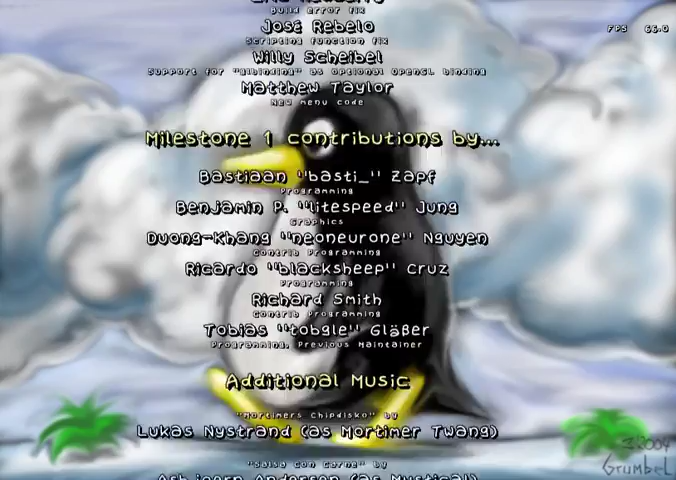 Build error fix
José Rebelo
Scripting function fix
FPS 66.0
Willy Scheibel
Support for "glbinding" as optional OpenGL binding
Matthew Taylor
New menu code
Milestone 1 contributions by...
Bastiaan "basti_" Zapf
Programming
Benjamin P. "litespeed" Jung
Graphics
Duong-Khang "neoneurone" Nguyen
Contrib Programming
Ricardo "blacksheep" Cruz
Programming
Richard Smith
Contrib Programming
Tobias "tobgle" Gläßer
Programming, Previous Maintainer
Additional Music
"Mortimers Chipdisko" by
Lukas Nystrand (as Mortimer Twang)
2004
Grumbel
"Salsa Con Carne" by